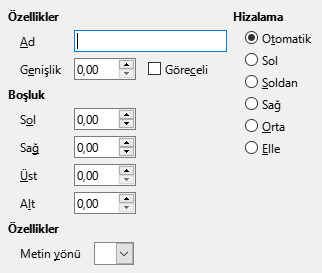 Özellikler
Ad
Genişlik 0,00 Göreceli
Boşluk
Sol 0,00
Sağ 0,00
Üst 0,00
Alt 0,00
Özellikler
Metin yönü
Hizalama
Otomatik
Sol
Soldan
Sağ
Orta
Elle